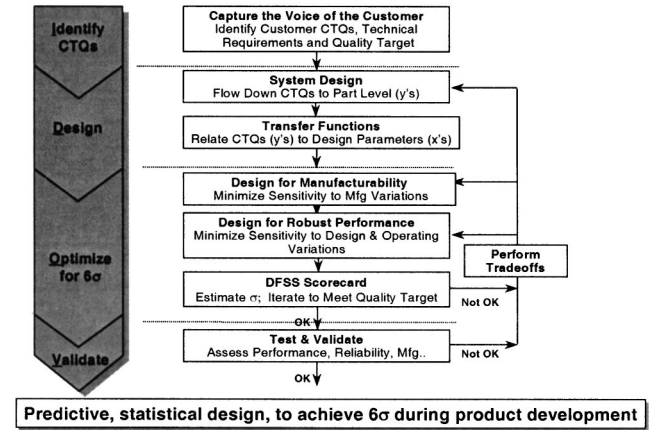 Identify
CTQs
Capture the Voice of the Customer
Identify Customer CTQs, Technical
Requirements and Quality Target
System Design
Flow Down CTQs to Part Level (y's)
Design
Transfer Functions
Relate CTQs (y's) to Design Parameters (x's)
Design for Manufacturability
Minimize Sensitivity to Mfg Variations
Design for Robust Performance
Minimize Sensitivity to Design & Operating
Variations
Optimize
for 6σ
Perform
Tradeoffs
DFSS Scorecard
Estimate σ; Iterate to Meet Quality Target
Not OK
OK
Test & Validate
Assess Performance, Reliability, Mfg..
Not OK
Validate
OK
Predictive, statistical design, to achieve 6σ during product development